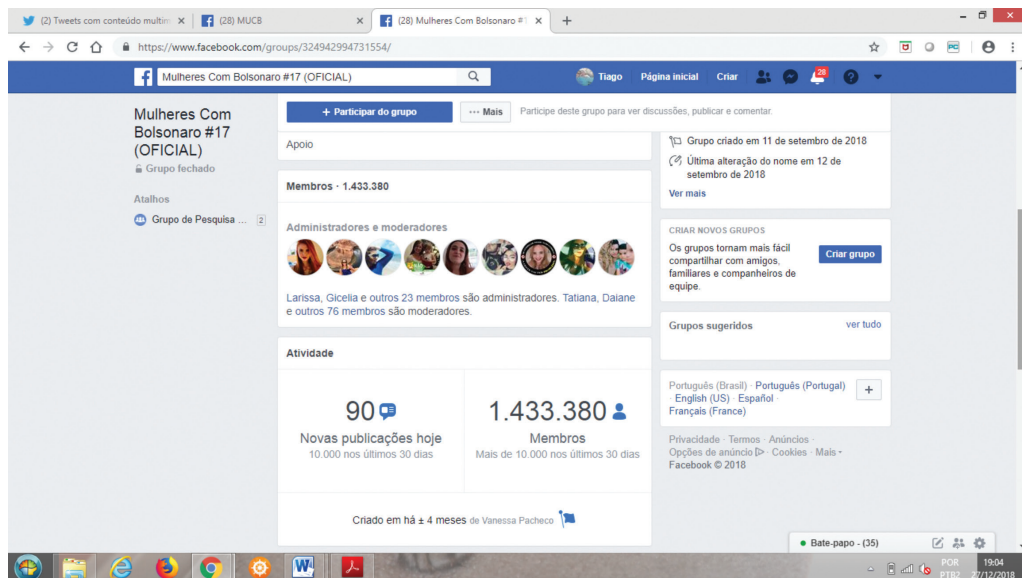 (2) Tweets com conteúdo multim
(28) MUCB
(28) Mulheres Com Bolsonaro #1
https://www.facebook.com/groups/324942994731554/
Mulheres Com Bolsonaro #17 (OFICIAL)
Tiago
Página inicial
Criar
28
Mulheres Com
Bolsonaro #17
(OFICIAL)
Grupo fechado
Atalhos
Grupo de Pesquisa ... 2
+ Participar do grupo
··· Mais
Participe deste grupo para ver discussões, publicar e comentar.
Apoio
Membros · 1.433.380
Administradores e moderadores
Larissa, Gicelia e outros 23 membros são administradores. Tatiana, Daiane
e outros 76 membros são moderadores.
Atividade
90
Novas publicações hoje
10.000 nos últimos 30 dias
1.433.380
Membros
Mais de 10.000 nos últimos 30 dias
Criado em há ± 4 meses de Vanessa Pacheco
Grupo criado em 11 de setembro de 2018
Última alteração do nome em 12 de
setembro de 2018
Ver mais
CRIAR NOVOS GRUPOS
Os grupos tornam mais fácil
compartilhar com amigos,
familiares e companheiros de
equipe.
Criar grupo
Grupos sugeridos
ver tudo
Português (Brasil) · Português (Portugal)
· English (US) · Español ·
Français (France)
Privacidade · Termos · Anúncios ·
Opções de anúncio · Cookies · Mais
Facebook © 2018
Bate-papo - (35)
POR
PTB2
19:04
27/12/2018